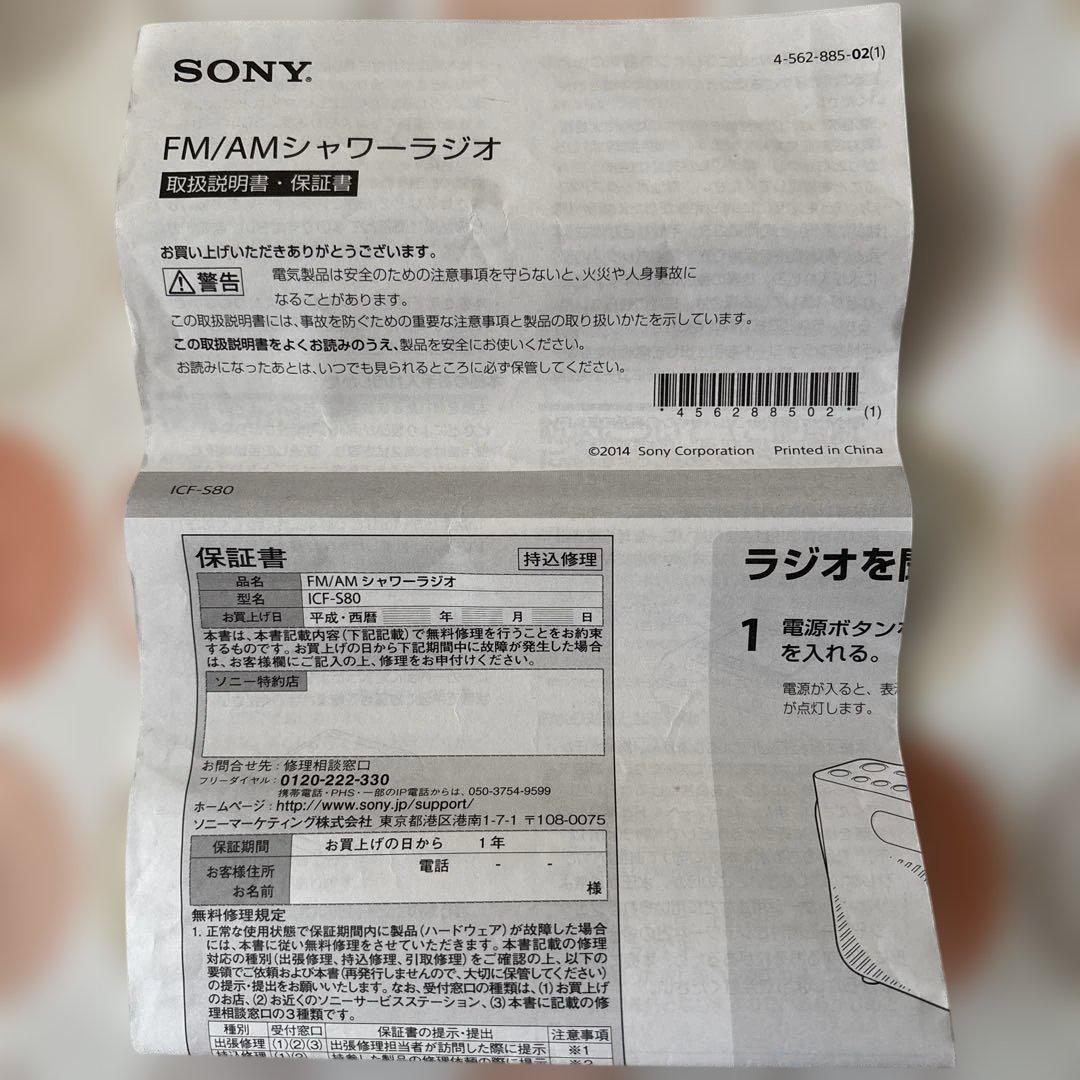 SONY®
4-562-885-02(1)
FM/AMシャワーラジオ
取扱説明書・保証書
お買い上げいただきありがとうございます。
警告
電気製品は安全のための注意事項を守らないと、火災や人身事故に
なることがあります。
この取扱説明書には、事故を防ぐための重要な注意事項と製品の取り扱いかたを示しています。
この取扱説明書をよくお読みのうえ、製品を安全にお使いください。
お読みになったあとは、いつでも見られるところに必ず保管してください。
*456288502*(1)
©2014 Sony Corporation Printed in China
ICF-S80
保証書 持込修理
品名 FM/AM シャワーラジオ
型名 ICF-S80
お買上げ日 平成・西暦 年 月 日
本書は、本書記載内容(下記記載)で無料修理を行うことをお約束
するものです。お買上げの日から下記期間中に故障が発生した場合
は、お客様欄にご記入の上、修理をお申付けください。
ソニー特約店
お問合せ先:修理相談窓口
フリーダイヤル:0120-222-330
携帯電話・PHS・一部のIP電話からは、050-3754-9599
ホームページ:http://www.sony.jp/support/
ソニーマーケティング株式会社 東京都港区港南1-7-1 〒108-0075
保証期間 お買上げの日から 1年
お客様住所 電話 - -
お名前 様
無料修理規定
1. 正常な使用状態で保証期間内に製品(ハードウェア)が故障した場合
には、本書に従い無料修理をさせていただきます。本書記載の修理
対応の種別(出張修理、持込修理、引取修理)をご確認の上、以下の
要領でご依頼および本書(再発行しませんので、大切に保管してください)
の提示・提出をお願いいたします。なお、受付窓口の種類は、(1)お買上げ
のお店、(2)お近くのソニーサービスステーション、(3)本書に記載の修
理相談窓口の3種類です。
種別 受付窓口 保証書の提示・提出 注意事項
出張修理 (1)(2)(3) 出張修理担当者が訪問した際に提示 ※1
持込修理 (1)(2) 持参した製品の修理依頼の際に提示 ※2
ラジオを
1 電源ボタン
を入れる。
電源が入ると、表
が点灯します。